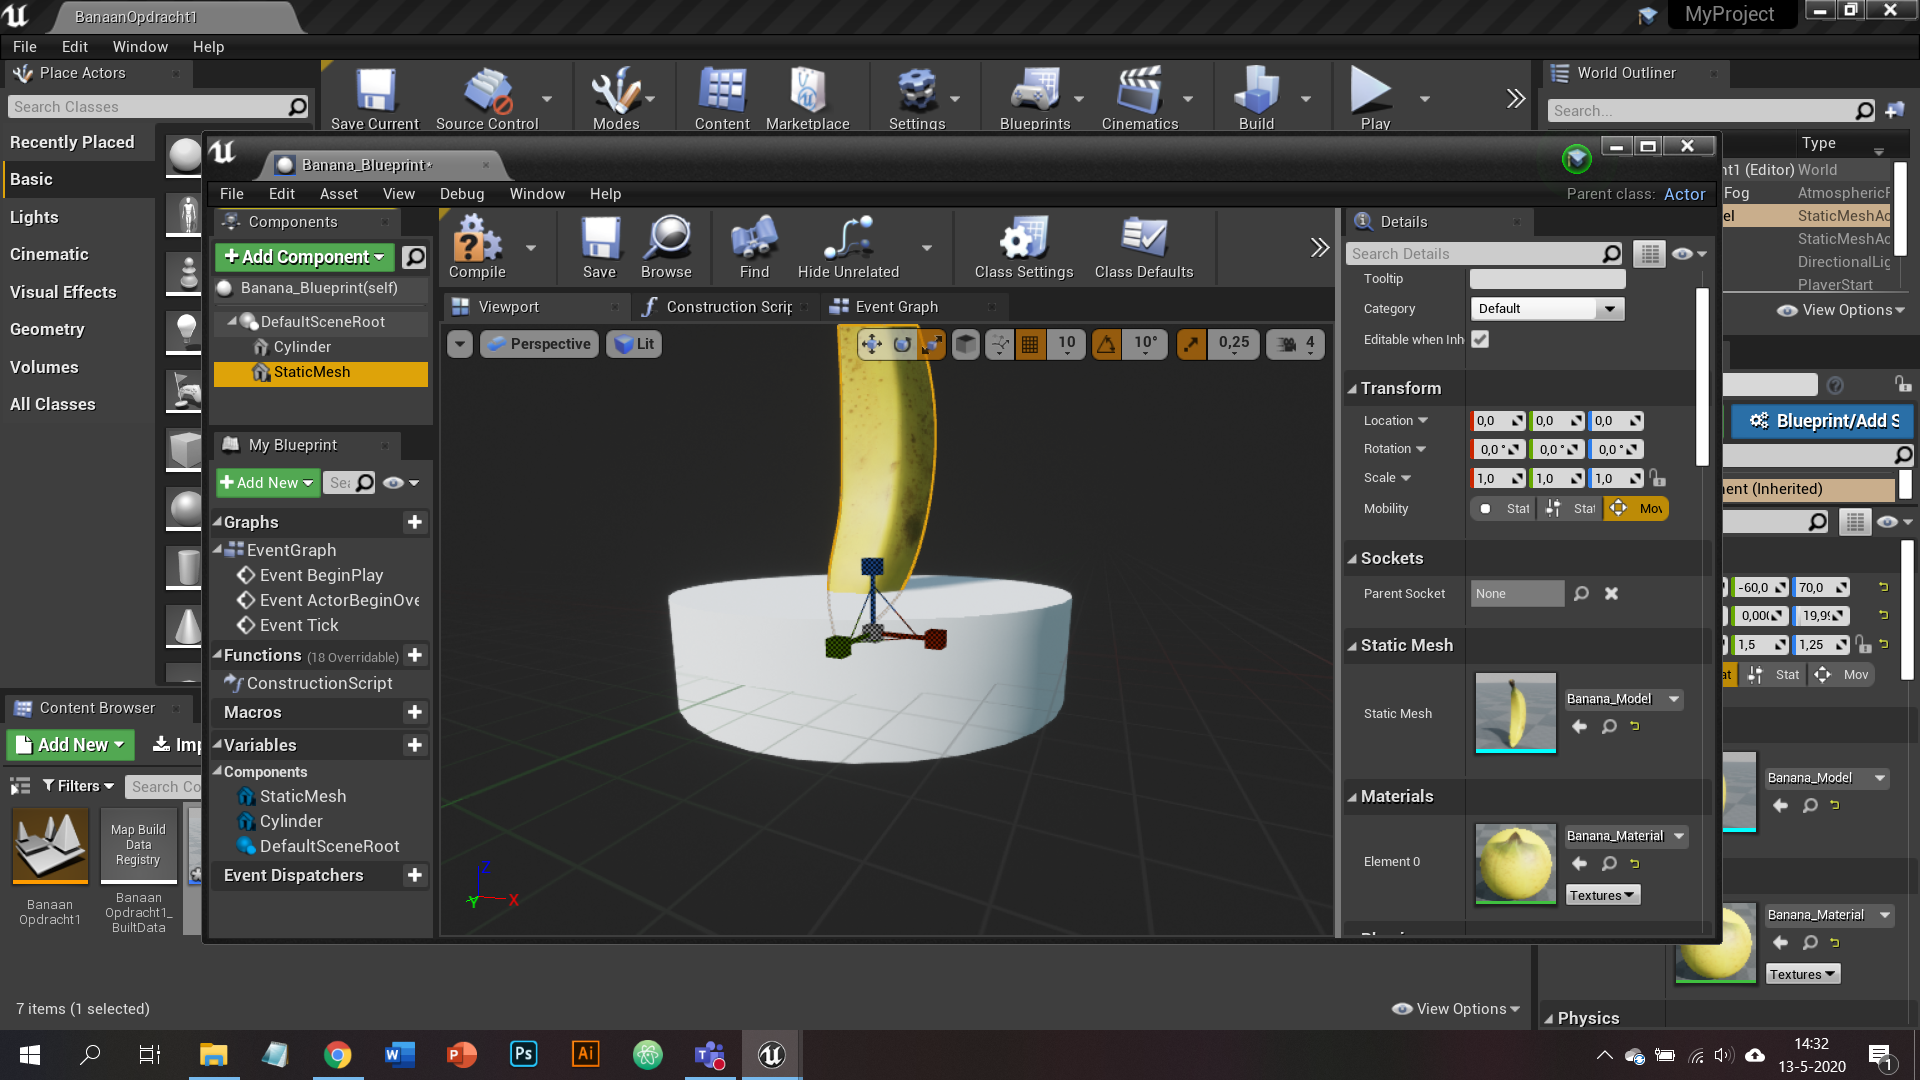 BanaanOpdracht1
MyProject
File Edit Window Help
Place Actors
Search Classes
Recently Placed
Basic
Lights
Cinematic
Visual Effects
Geometry
Volumes
All Classes
Save Current
Source Control
Modes
Content
Marketplace
Settings
Blueprints
Cinematics
Build
Play
World Outliner
Search...
Type
nt1 (Editor) World
Fog AtmosphericF
el StaticMeshAc
StaticMeshAc
DirectionalLig
PlayerStart
View Options
Banana_Blueprint*
File Edit Asset View Debug Window Help
Parent class: Actor
Components
+ Add Component
Banana_Blueprint(self)
DefaultSceneRoot
Cylinder
StaticMesh
My Blueprint
+ Add New
Sea
Graphs
EventGraph
Event BeginPlay
Event ActorBeginOve
Event Tick
Functions (18 Overridable)
ConstructionScript
Macros
Variables
Components
StaticMesh
Cylinder
DefaultSceneRoot
Event Dispatchers
Compile
Save
Browse
Find
Hide Unrelated
Class Settings
Class Defaults
Viewport
Construction Scrip
Event Graph
Perspective
Lit
10
10°
0,25
4
Z
X
Y
Details
Search Details
Tooltip
Category Default
Editable when Inh
Transform
Location 0,0 0,0 0,0
Rotation 0,0 ° 0,0 ° 0,0 °
Scale 1,0 1,0 1,0
Mobility Stat Stat Mov
Sockets
Parent Socket None
Static Mesh
Static Mesh Banana_Model
Materials
Element 0 Banana_Material
Textures
Blueprint/Add S
ent (Inherited)
-60,0 70,0
0,000 19,99
1,5 1,25
at Stat Mov
Banana_Model
Banana_Material
Textures
Physics
Content Browser
Add New
Imp
Filters
Search Co
Banaan
Opdracht1
Map Build
Data
Registry
Banaan
Opdracht1_
BuiltData
7 items (1 selected)
View Options
W
P
Ps
Ai
14:32
13-5-2020
1